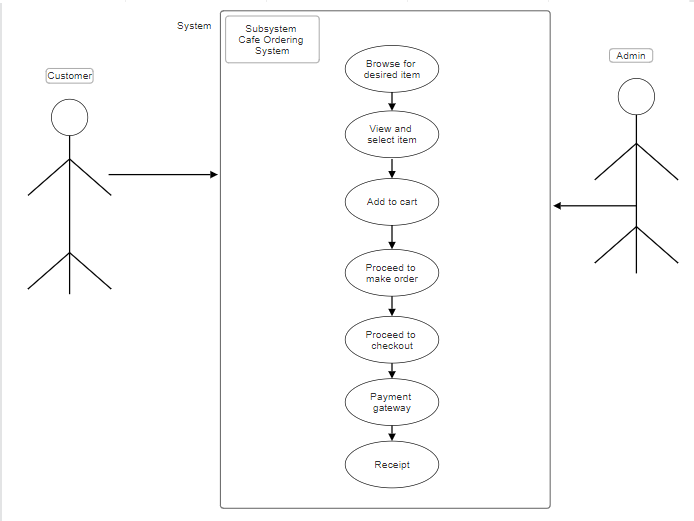 System
Subsystem
Cafe Ordering
System
Customer
Admin
Browse for
desired item
View and
select item
Add to cart
Proceed to
make order
Proceed to
checkout
Payment
gateway
Receipt